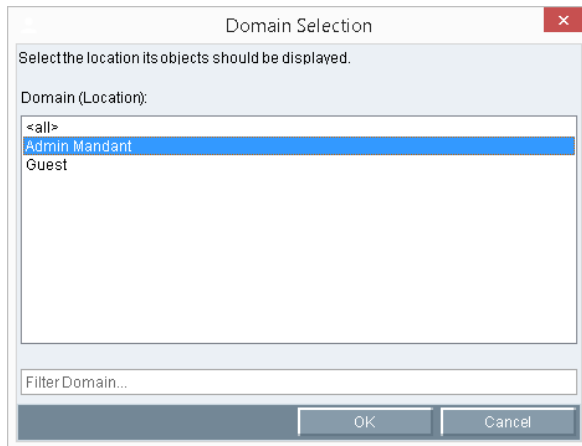 Domain Selection
Select the location its objects should be displayed.
Domain (Location):
<all>
Admin Mandant
Guest
Filter Domain...
OK
Cancel